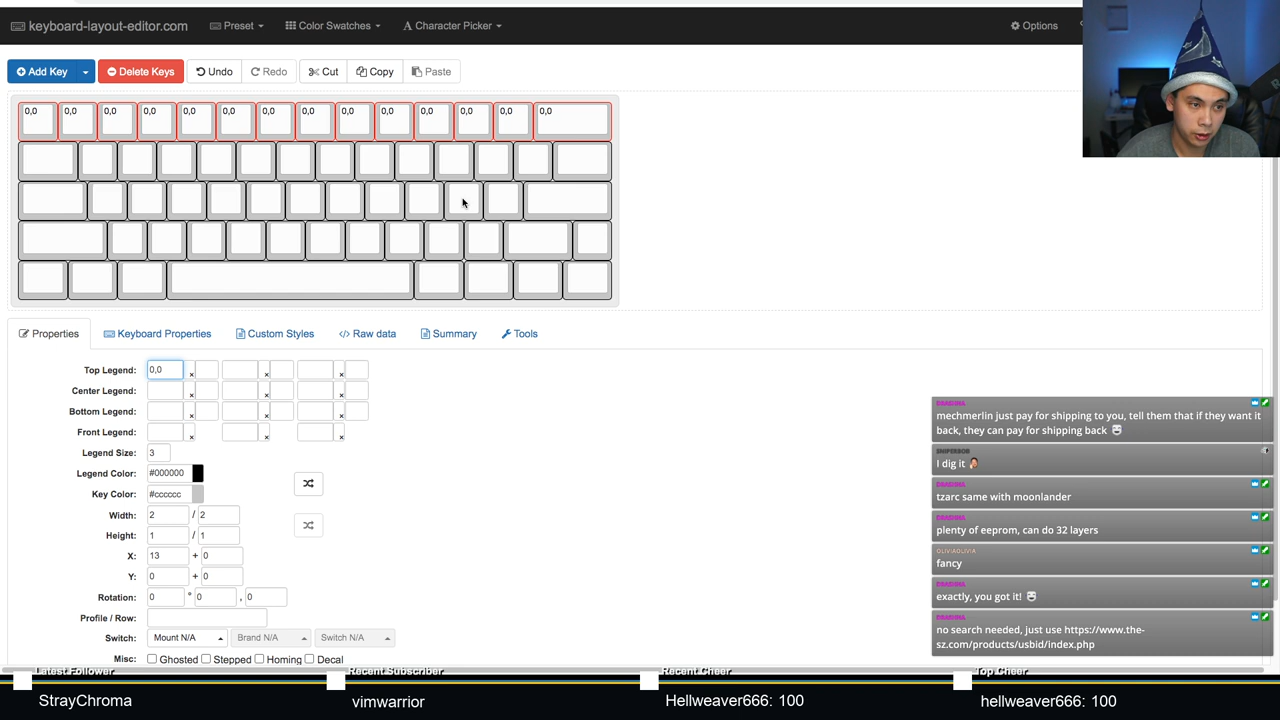 keyboard-layout-editor.com Preset Color Swatches Character Picker Options
Add Key Delete Keys Undo Redo Cut Copy Paste
0,0 0,0 0,0 0,0 0,0 0,0 0,0 0,0 0,0 0,0 0,0 0,0 0,0 0,0
Properties Keyboard Properties Custom Styles Raw data Summary Tools
Top Legend: 0,0 x x x
Center Legend: x x x
Bottom Legend: x x x
Front Legend: x x x
Legend Size: 3
Legend Color: #000000
Key Color: #cccccc
Width: 2 / 2
Height: 1 / 1
X: 13 + 0
Y: 0 + 0
Rotation: 0 ° 0 , 0
Profile / Row:
Switch: Mount N/A Brand N/A Switch N/A
Misc: Ghosted Stepped Homing Decal
mechmerlin just pay for shipping to you, tell them that if they want it
back, they can pay for shipping back
I dig it
tzarc same with moonlander
plenty of eeprom, can do 32 layers
OLIVIAOLIVIA
fancy
exactly, you got it!
no search needed, just use https://www.the-
sz.com/products/usbid/index.php
Latest Follower Recent Subscriber Recent Cheer Top Cheer
StrayChroma vimwarrior Hellweaver666: 100 hellweaver666: 100